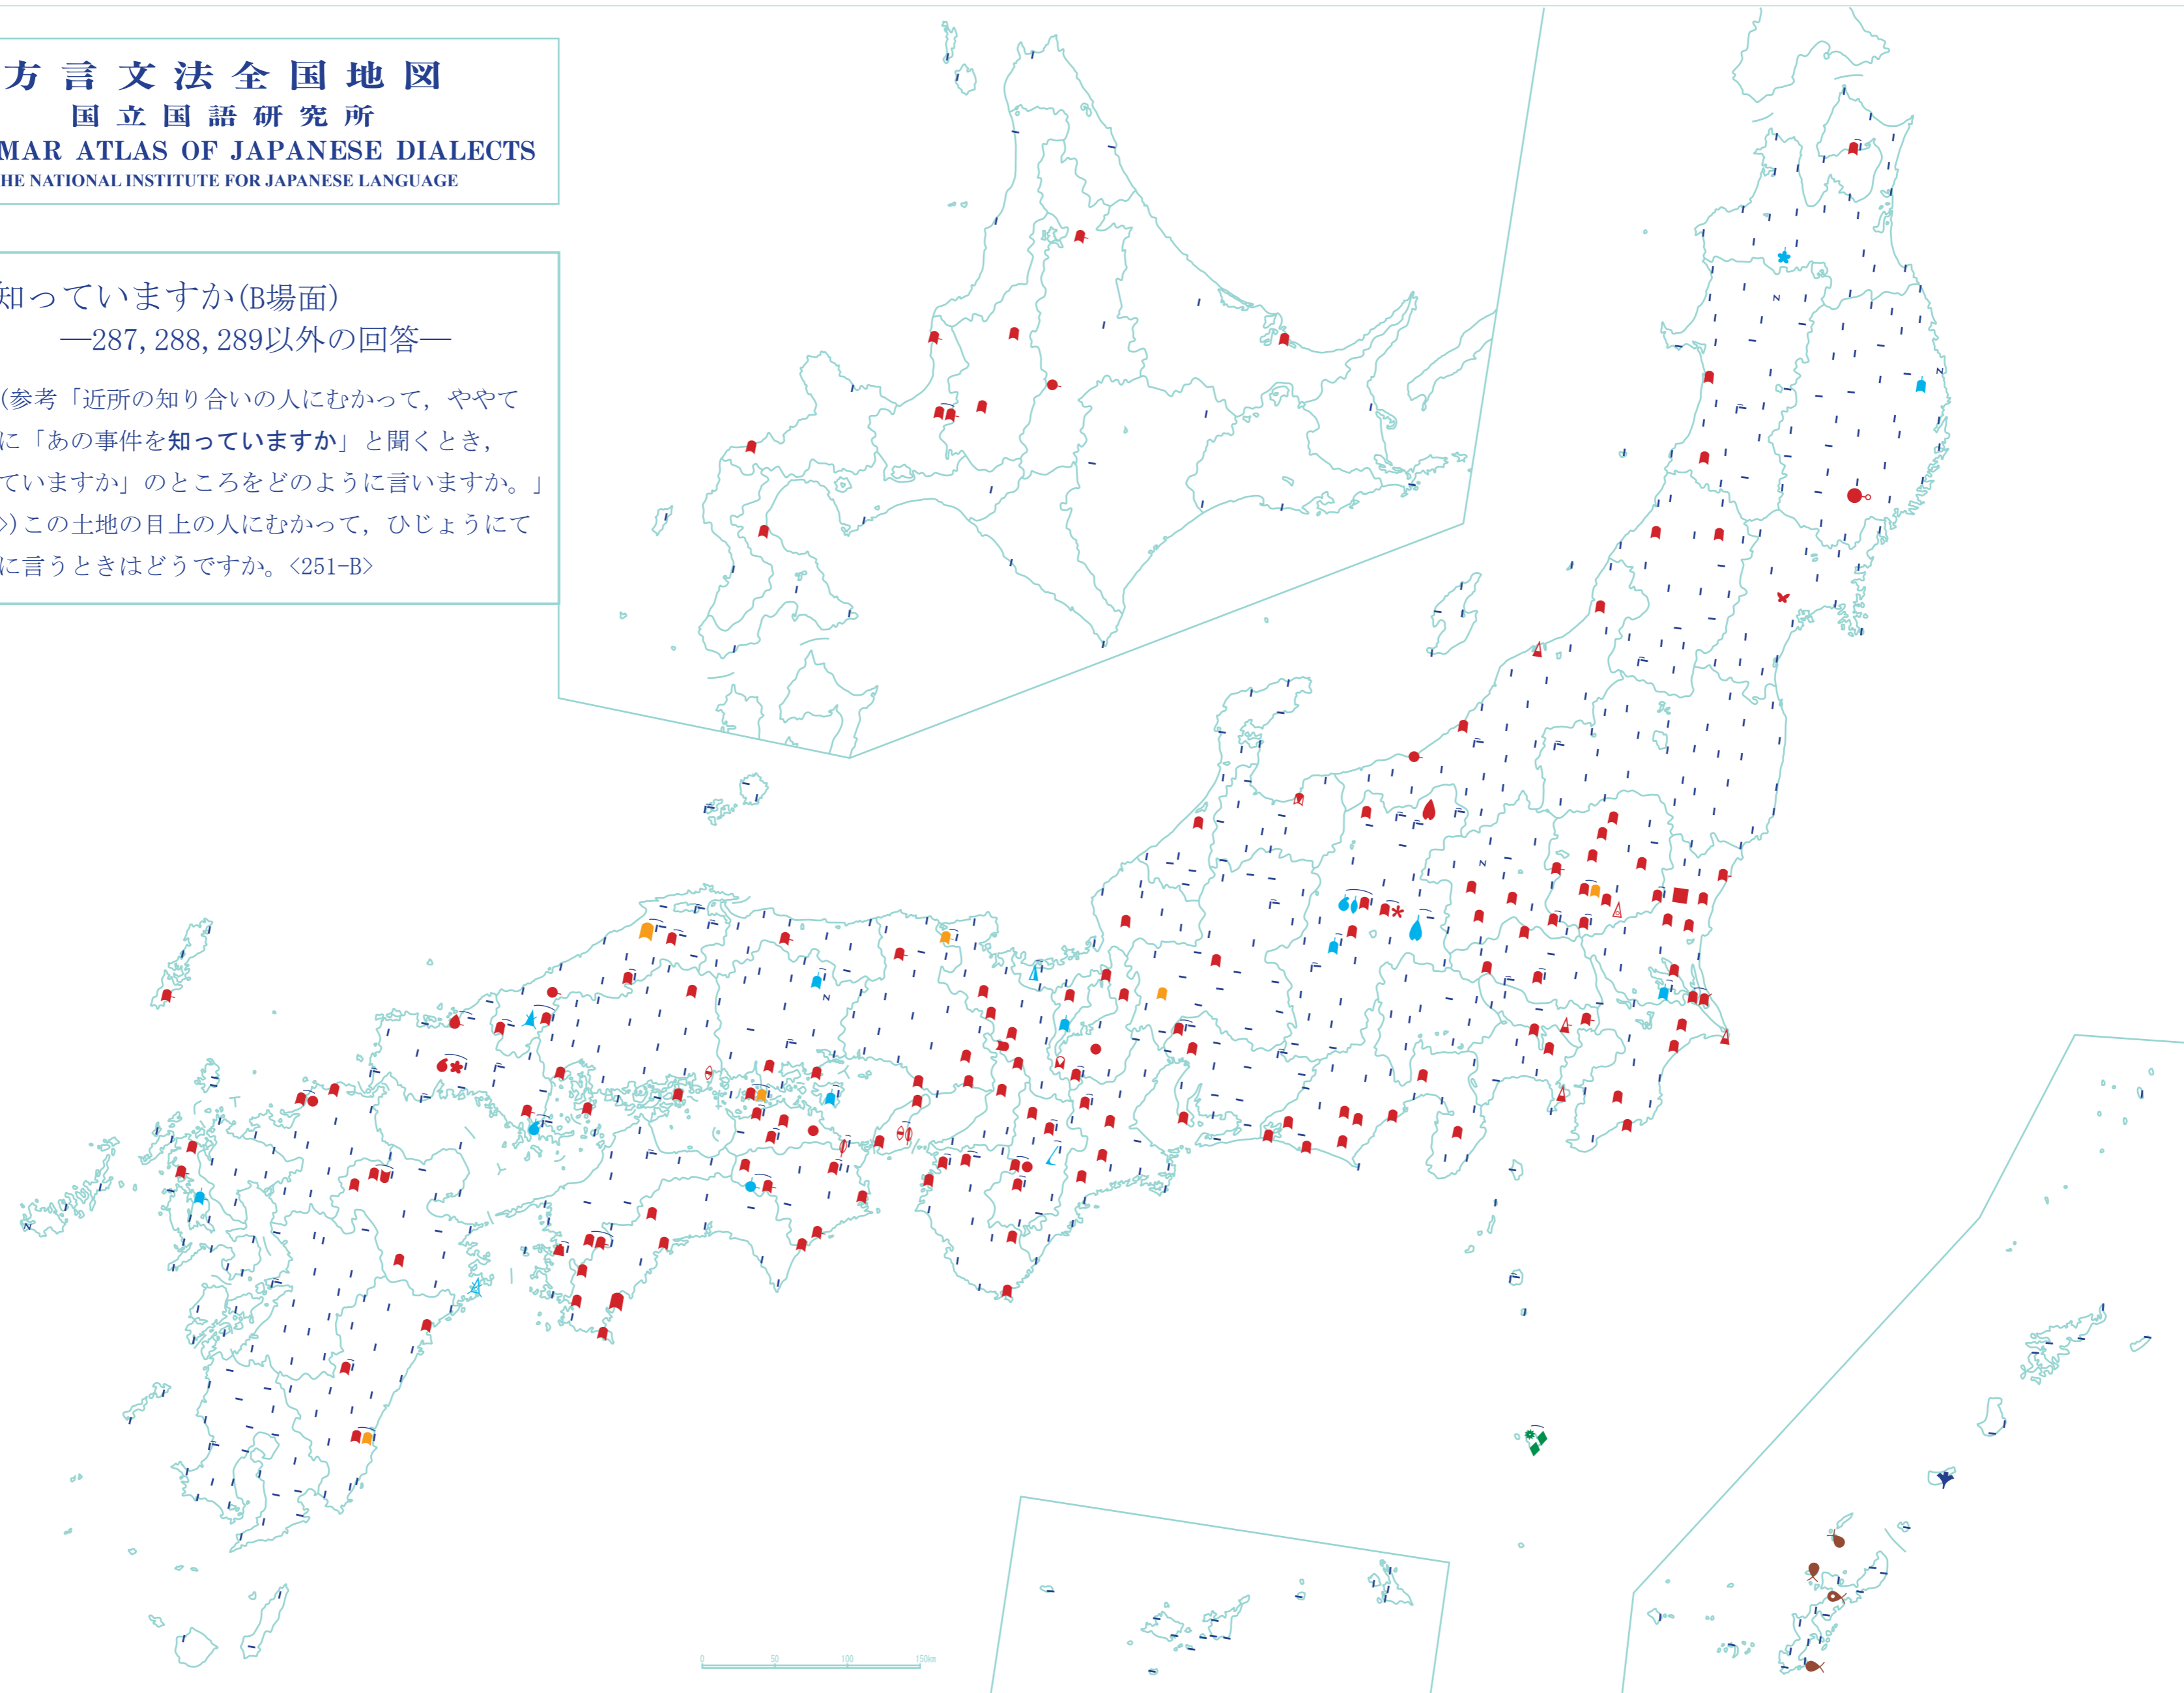 方言文法全国地図
国立国語研究所
MAR ATLAS OF JAPANESE DIALECTS
HE NATIONAL INSTITUTE FOR JAPANESE LANGUAGE
知っていますか(B場面)
―287,288,289以外の回答―
(参考「近所の知り合いの人にむかって，ややて
に「あの事件を知っていますか」と聞くとき，
ていますか」のところをどのように言いますか。」
>)この土地の目上の人にむかって，ひじょうにて
に言うときはどうですか。<251-B>
N
N
N
N
N
0 50 100 150km